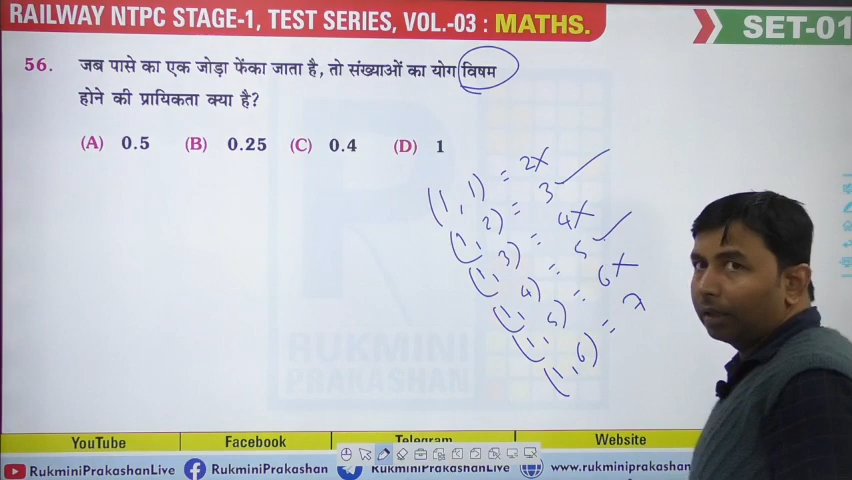 RAILWAY NTPC STAGE-1, TEST SERIES, VOL.-03 : MATHS.
SET-01
56. जब पासे का एक जोड़ा फेंका जाता है, तो संख्याओं का योग विषम
होने की प्रायिकता क्या है?
(A) 0.5 (B) 0.25 (C) 0.4 (D) 1
(1, 1) = 2 ×
(1, 2) = 3 ✓
(1, 3) = 4 ×
(1, 4) = 5 ✓
(1, 5) = 6 ×
(1, 6) = 7
RUKMINI
PRAKASHAN
YouTube Facebook Telegram Website
RukminiPrakashanLive RukminiPrakashan RukminiPrakashanLive www.rukminiprakashan